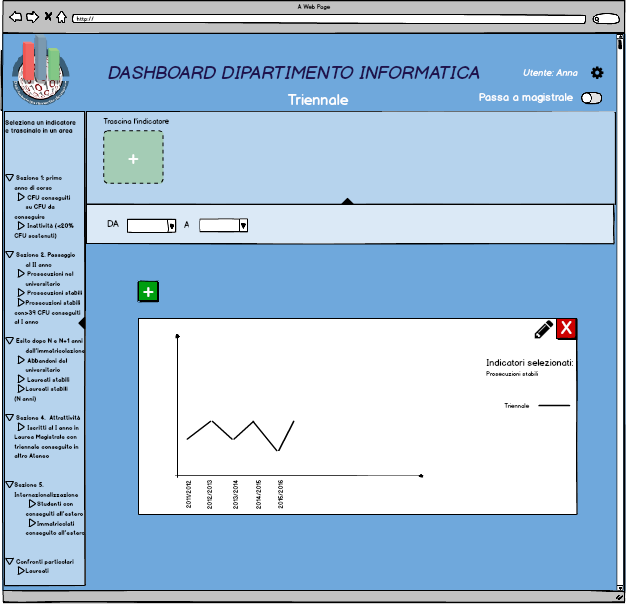 A Web Page
http://
DASHBOARD DIPARTIMENTO INFORMATICA
Utente: Anna
Triennale
Passa a magistrale
Seleziona un indicatore
e trascinalo in un area
Sezione 1: primo
anno di corso
CFU conseguiti
su CFU da
conseguire
Inattività (<20%
CFU sostenuti)
Sezione 2. Passaggio
al II anno
Prosecuzioni nel
universitario
Prosecuzioni stabili
Prosecuzioni stabili
con>39 CFU conseguiti
al I anno
Esito dopo N e N+1 anni
dall'immatricolazione
Abbandoni del
universitario
Laureati stabili
Laureati stabili
(N anni)
Sezione 4. Attrattività
Iscritti al I anno in
Laurea Magistrale con
triennale conseguito in
altro Ateneo
Sezione 5.
Internazionalizzazione
Studenti con
conseguiti all'estero
Immatricolati
conseguito all'estero
Confronti particolari
Laureati
Trascina l'indicatore
+
DA
A
+
X
Indicatori selezionati:
Prosecuzioni stabili
Triennale
2011/2012
2012/2013
2013/2014
2014/2015
2015/2016